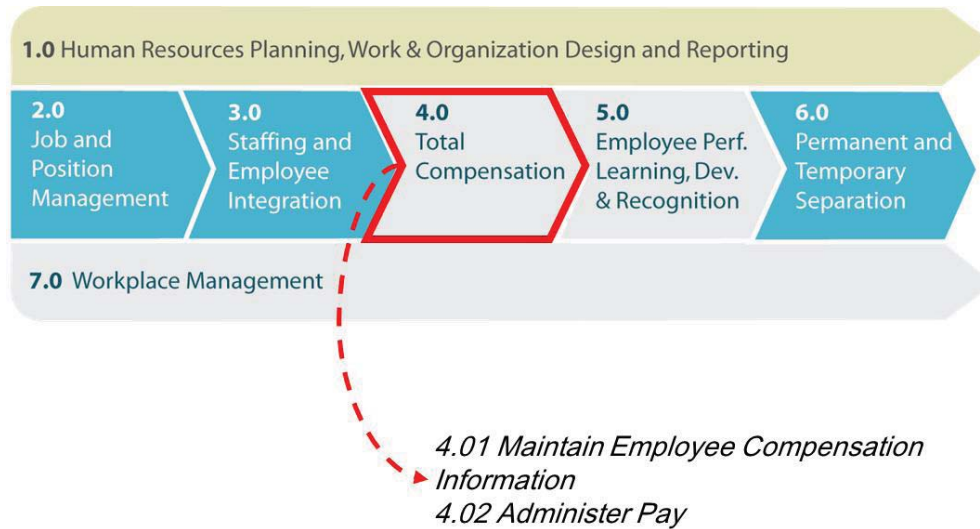 1.0 Human Resources Planning, Work & Organization Design and Reporting
2.0
Job and
Position
Management
3.0
Staffing and
Employee
Integration
4.0
Total
Compensation
5.0
Employee Perf.
Learning, Dev.
& Recognition
6.0
Permanent and
Temporary
Separation
7.0 Workplace Management
4.01 Maintain Employee Compensation
Information
4.02 Administer Pay